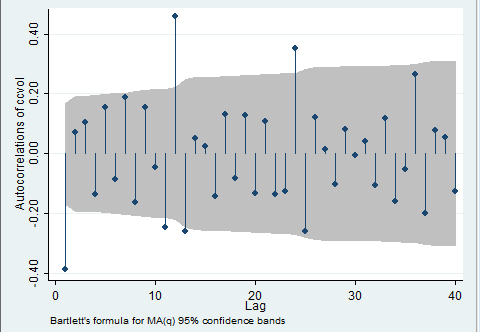 Autocorrelations of ccvol
0.40
0.20
0.00
-0.20
-0.40
0 10 20 30 40
Lag
Bartlett's formula for MA(q) 95% confidence bands